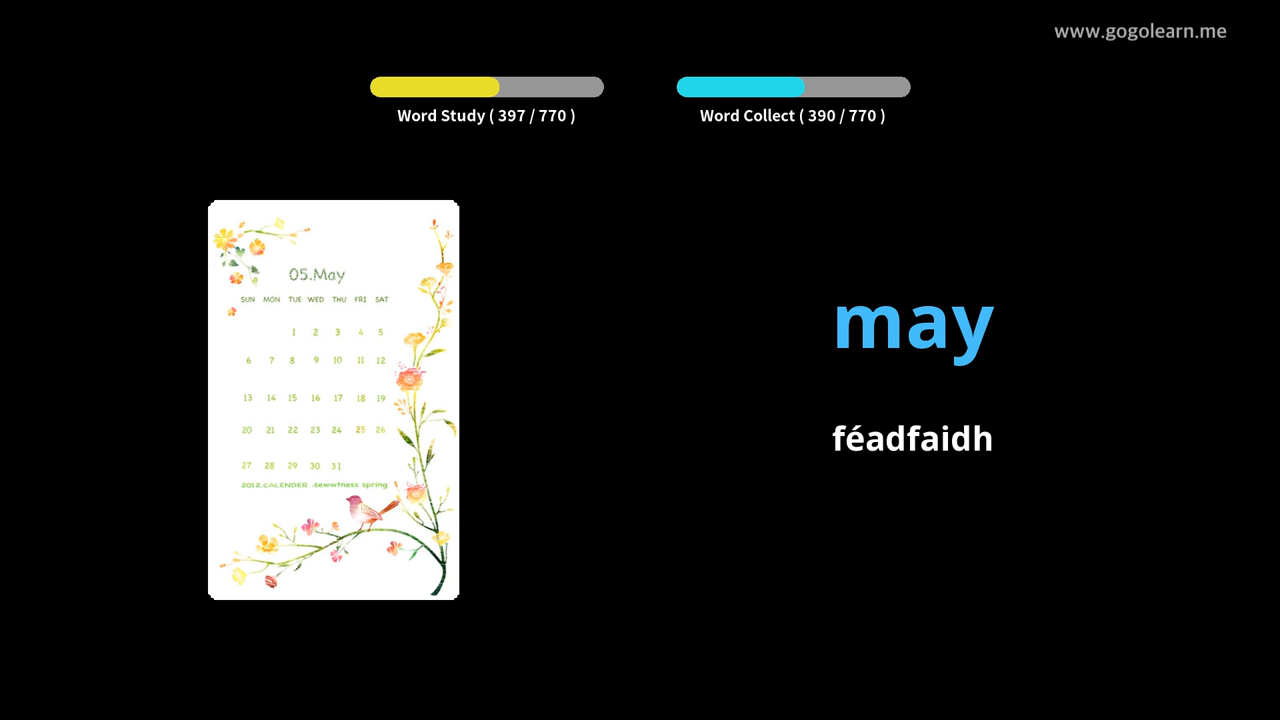 www.gogolearn.me
Word Study ( 397 / 770 )
Word Collect ( 390 / 770 )
05.May
SUN MON TUE WED THU FRI SAT
1 2 3 4 5
6 7 8 9 10 11 12
13 14 15 16 17 18 19
20 21 22 23 24 25 26
27 28 29 30 31
2012.CALENDER .sewwtness spring
may
féadfaidh